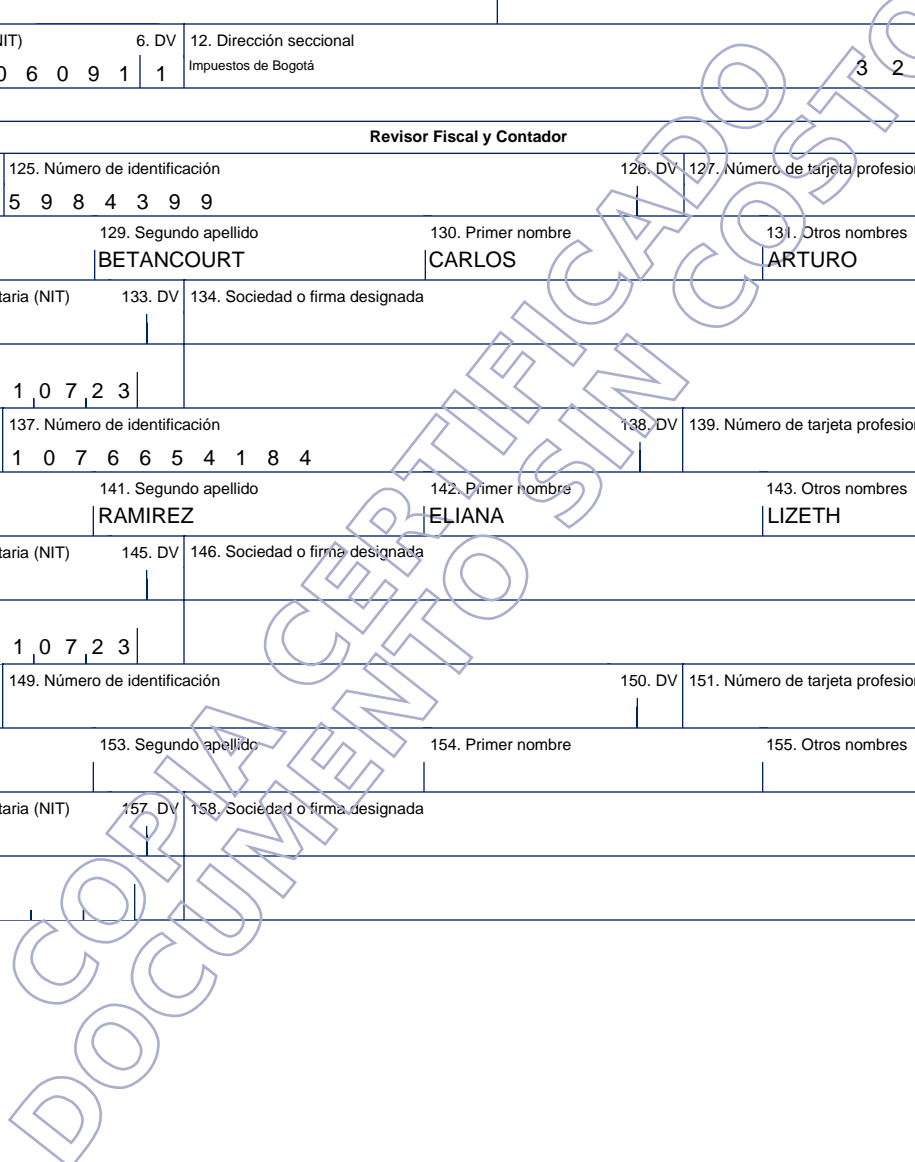 6. DV 12. Dirección seccional
0 6 0 9 1 1 Impuestos de Bogotá 3 2
Revisor Fiscal y Contador
125. Número de identificación 126. DV 127. Número de tarjeta
5 9 8 4 3 9 9
129. Segundo apellido 130. Primer nombre 131. Otros nombres
BETANCOURT CARLOS ARTURO
(NIT) 133. DV 134. Sociedad o firma designada
1 0 7 2 3
137. Número de identificación 138. DV 139. Número de tarjeta
1 0 7 6 6 5 4 1 8 4
141. Segundo apellido 142. Primer nombre 143. Otros nombres
RAMIREZ ELIANA LIZETH
(NIT) 145. DV 146. Sociedad o firma designada
1 0 7 2 3
149. Número de identificación 150. DV 151. Número de tarjeta
153. Segundo apellido 154. Primer nombre 155. Otros nombres
(NIT) 157. DV 158. Sociedad o firma designada
COPIA CERTIFICADO
DOCUMENTO SIN COSTO